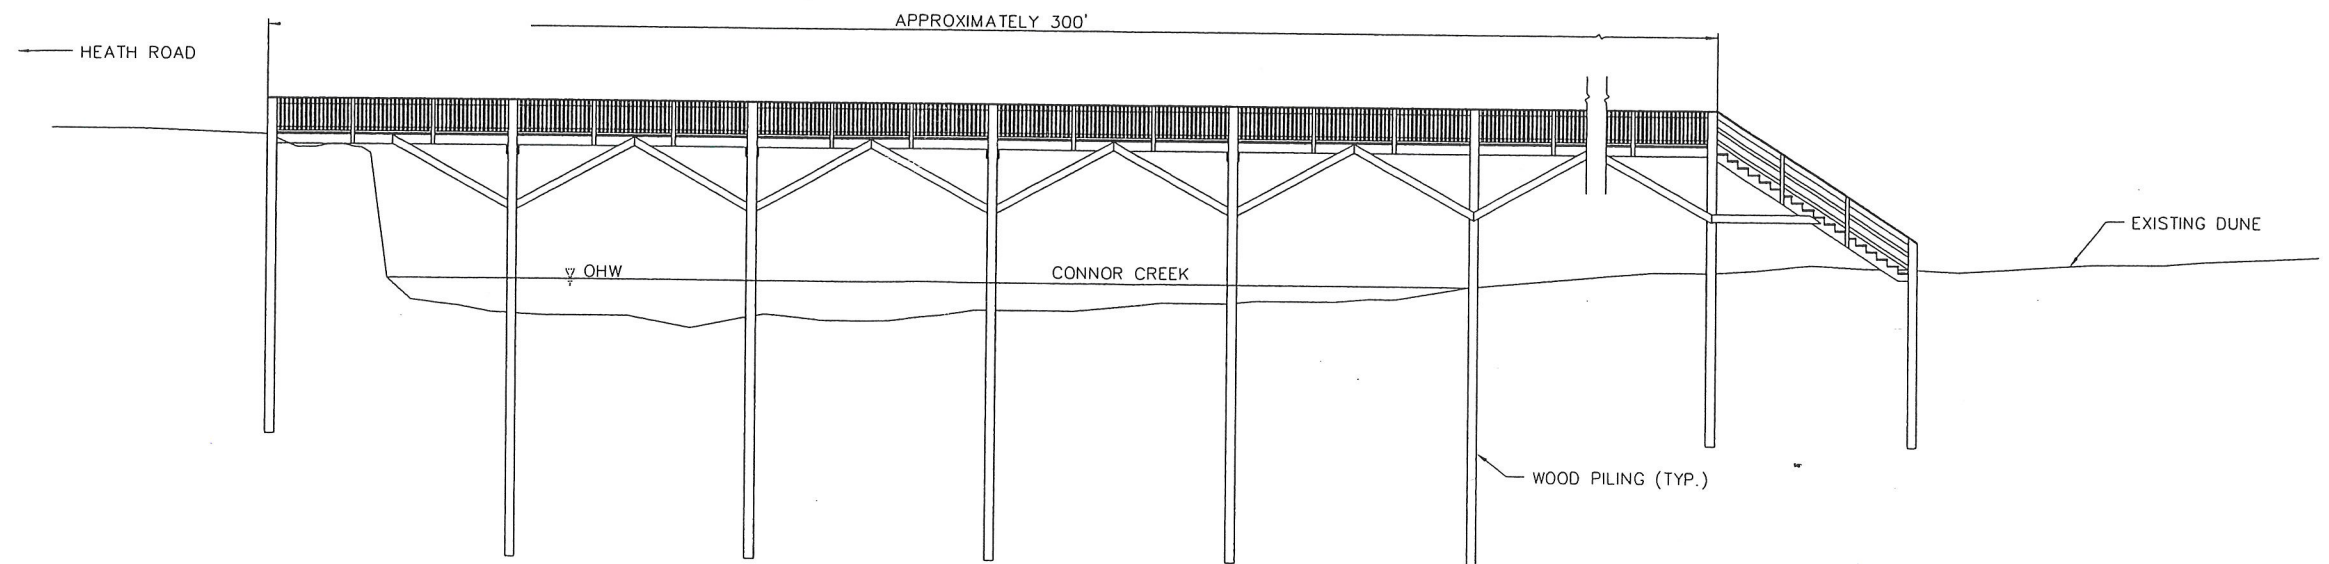 APPROXIMATELY 300'
HEATH ROAD
EXISTING DUNE
OHW
CONNOR CREEK
WOOD PILING (TYP.)